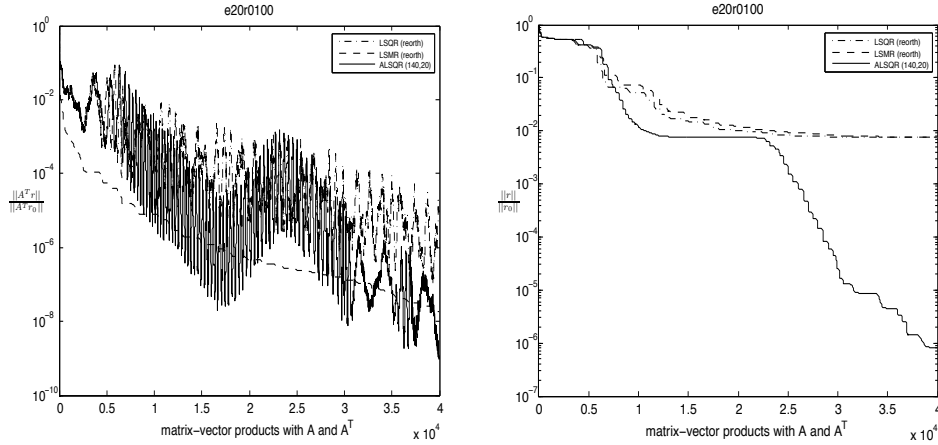 e20r0100
10^0
10^-2
10^-4
10^-6
10^-8
10^-10
||A^T r||
||A^T r_0||
LSQR (reorth)
LSMR (reorth)
ALSQR (140,20)
0 0.5 1 1.5 2 2.5 3 3.5 4
x 10^4
matrix−vector products with A and A^T
e20r0100
10^0
10^-1
10^-2
10^-3
10^-4
10^-5
10^-6
10^-7
||r||
||r_0||
LSQR (reorth)
LSMR (reorth)
ALSQR (140,20)
0 0.5 1 1.5 2 2.5 3 3.5 4
x 10^4
matrix−vector products with A and A^T